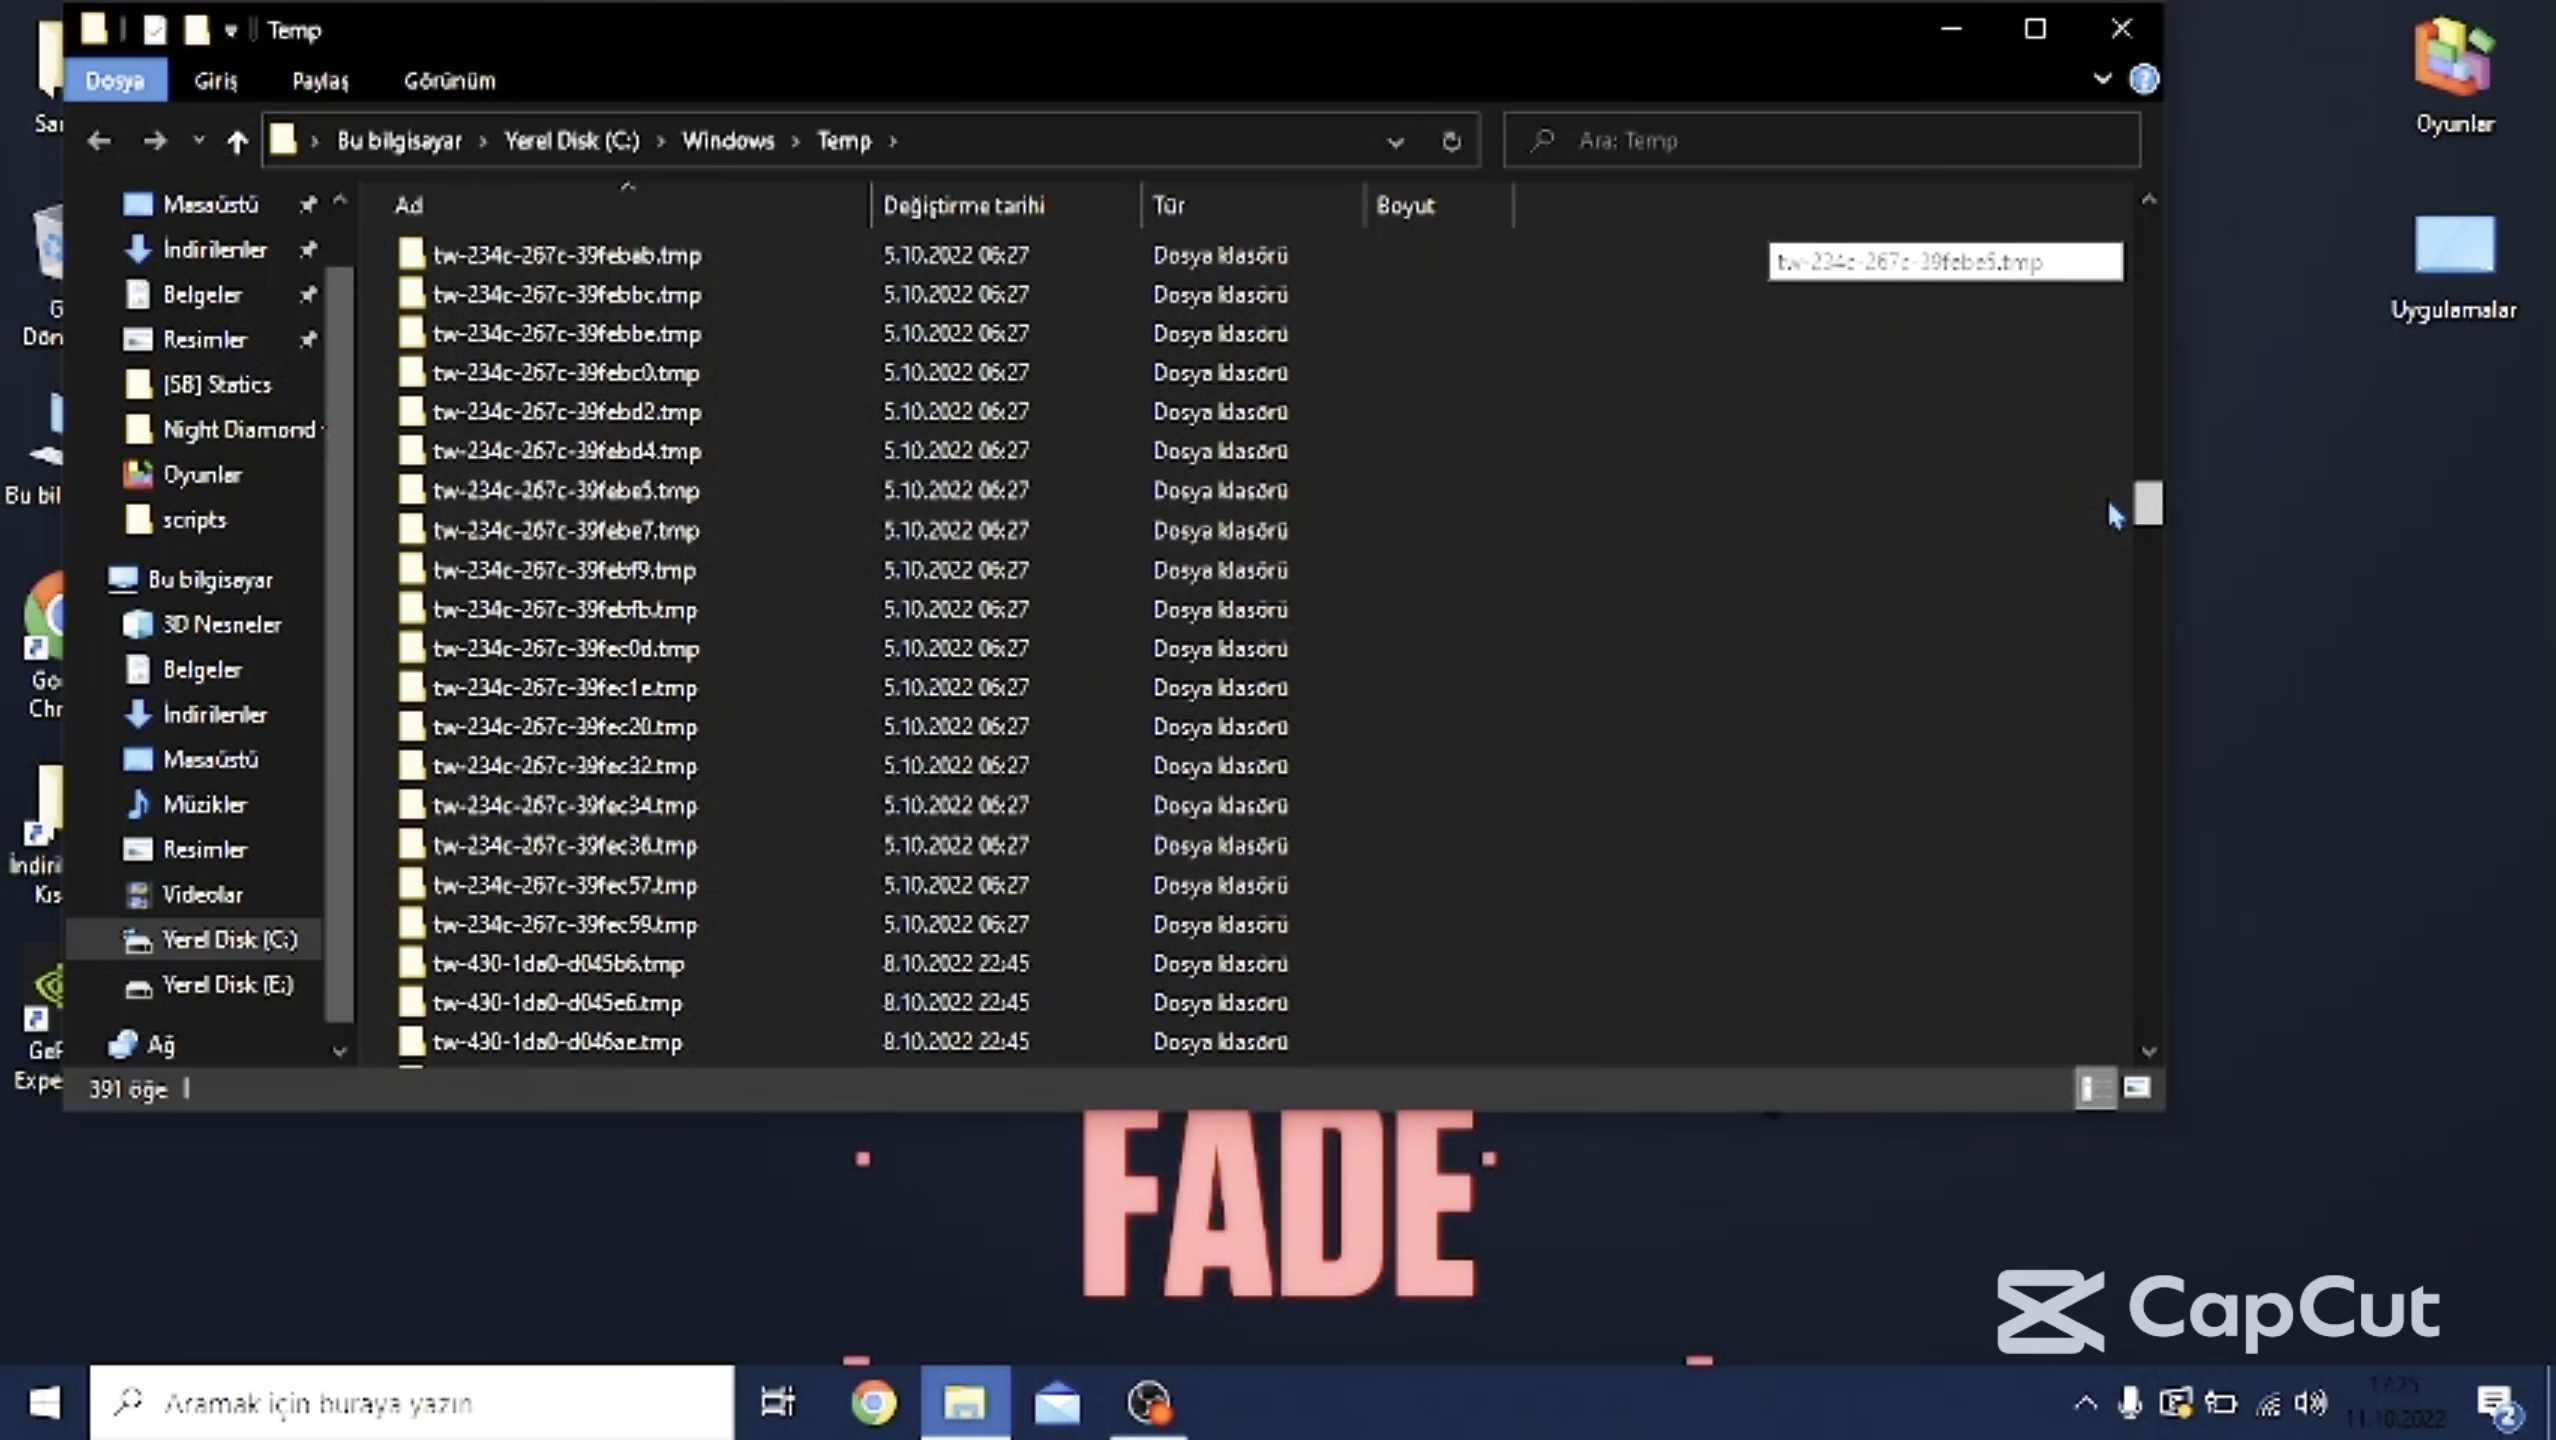 Temp
Dosya Giriş Paylaş Görünüm
Bu bilgisayar Yerel Disk (C:) Windows Temp
Ara: Temp
Masaüstü
İndirilenler
Belgeler
Resimler
[SB] Statics
Night Diamond
Oyunlar
scripts
Bu bilgisayar
3D Nesneler
Belgeler
İndirilenler
Masaüstü
Müzikler
Resimler
Videolar
Yerel Disk (C:)
Yerel Disk (E:)
Ağ
Ad Değiştirme tarihi Tür Boyut
tw-234c-267c-39febab.tmp 5.10.2022 06:27 Dosya klasörü
tw-234c-267c-39febbc.tmp 5.10.2022 06:27 Dosya klasörü
tw-234c-267c-39febbe.tmp 5.10.2022 06:27 Dosya klasörü
tw-234c-267c-39febc0.tmp 5.10.2022 06:27 Dosya klasörü
tw-234c-267c-39febd2.tmp 5.10.2022 06:27 Dosya klasörü
tw-234c-267c-39febd4.tmp 5.10.2022 06:27 Dosya klasörü
tw-234c-267c-39febe5.tmp 5.10.2022 06:27 Dosya klasörü
tw-234c-267c-39febe7.tmp 5.10.2022 06:27 Dosya klasörü
tw-234c-267c-39febf9.tmp 5.10.2022 06:27 Dosya klasörü
tw-234c-267c-39febfb.tmp 5.10.2022 06:27 Dosya klasörü
tw-234c-267c-39fec0d.tmp 5.10.2022 06:27 Dosya klasörü
tw-234c-267c-39fec1e.tmp 5.10.2022 06:27 Dosya klasörü
tw-234c-267c-39fec20.tmp 5.10.2022 06:27 Dosya klasörü
tw-234c-267c-39fec32.tmp 5.10.2022 06:27 Dosya klasörü
tw-234c-267c-39fec34.tmp 5.10.2022 06:27 Dosya klasörü
tw-234c-267c-39fec36.tmp 5.10.2022 06:27 Dosya klasörü
tw-234c-267c-39fec57.tmp 5.10.2022 06:27 Dosya klasörü
tw-234c-267c-39fec59.tmp 5.10.2022 06:27 Dosya klasörü
tw-430-1da0-d045b6.tmp 8.10.2022 22:45 Dosya klasörü
tw-430-1da0-d045e6.tmp 8.10.2022 22:45 Dosya klasörü
tw-430-1da0-d046ae.tmp 8.10.2022 22:45 Dosya klasörü
tw-234c-267c-39febe5.tmp
391 öğe
Oyunlar
Uygulamalar
San
G
Dön
Bu bil
Goo
Chr
İndiri
Kıs
GeF
Expe
FADE
CapCut
Aramak için buraya yazın
17:25
11.10.2022
2